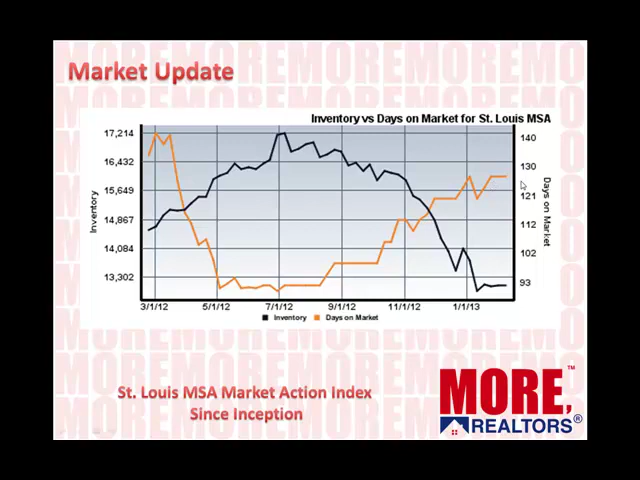 Market Update
Inventory vs Days on Market for St. Louis MSA
17,214
16,432
15,649
14,867
14,084
13,302
Inventory
140
130
121
112
102
93
Days on Market
3/1/12 5/1/12 7/1/12 9/1/12 11/1/12 1/1/13
Inventory Days on Market
St. Louis MSA Market Action Index
Since Inception
MORE, ™
REALTORS ®